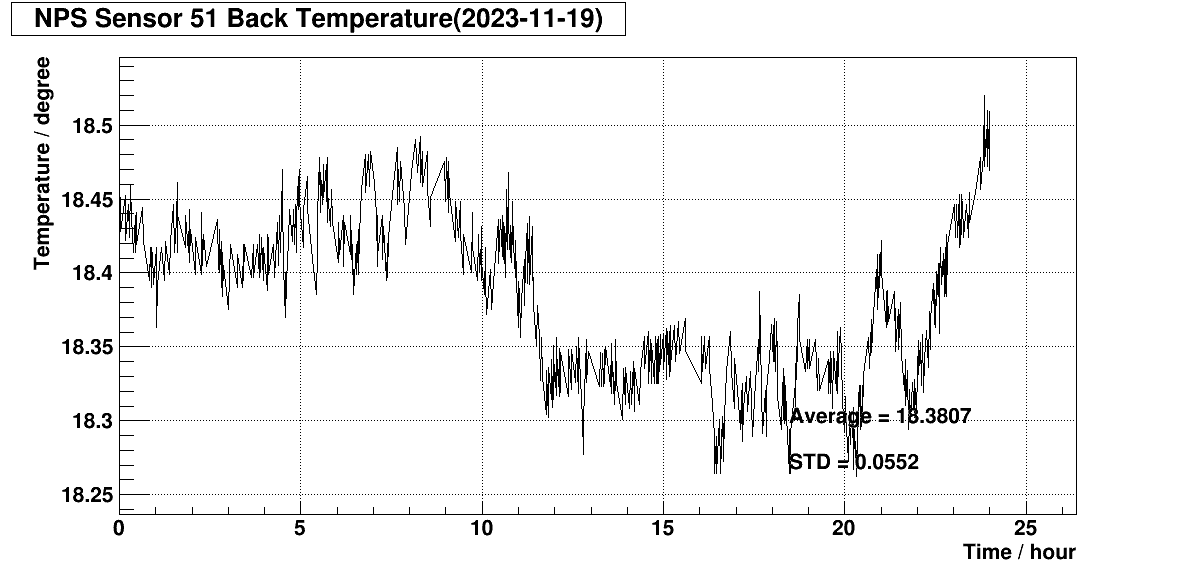 NPS Sensor 51 Back Temperature(2023-11-19)
Temperature / degree
18.5
18.45
18.4
18.35
18.3
18.25
Average = 18.3807
STD = 0.0552
0 5 10 15 20 25
Time / hour